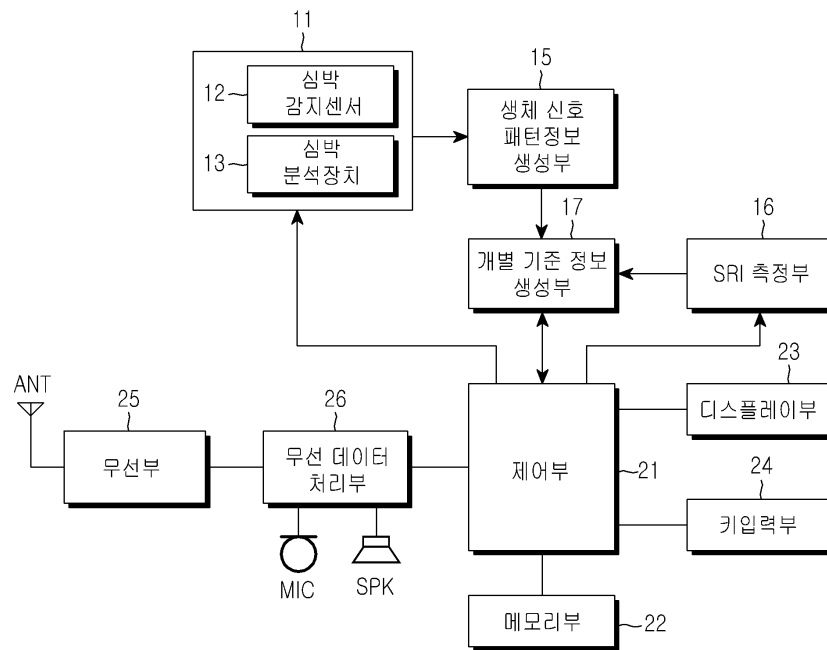 11
12
심박
감지센서
13
심박
분석장치
15
생체 신호
패턴정보
생성부
17
개별 기준 정보
생성부
16
SRI 측정부
ANT
25
무선부
26
무선 데이터
처리부
MIC
SPK
제어부
21
23
디스플레이부
24
키입력부
메모리부
22